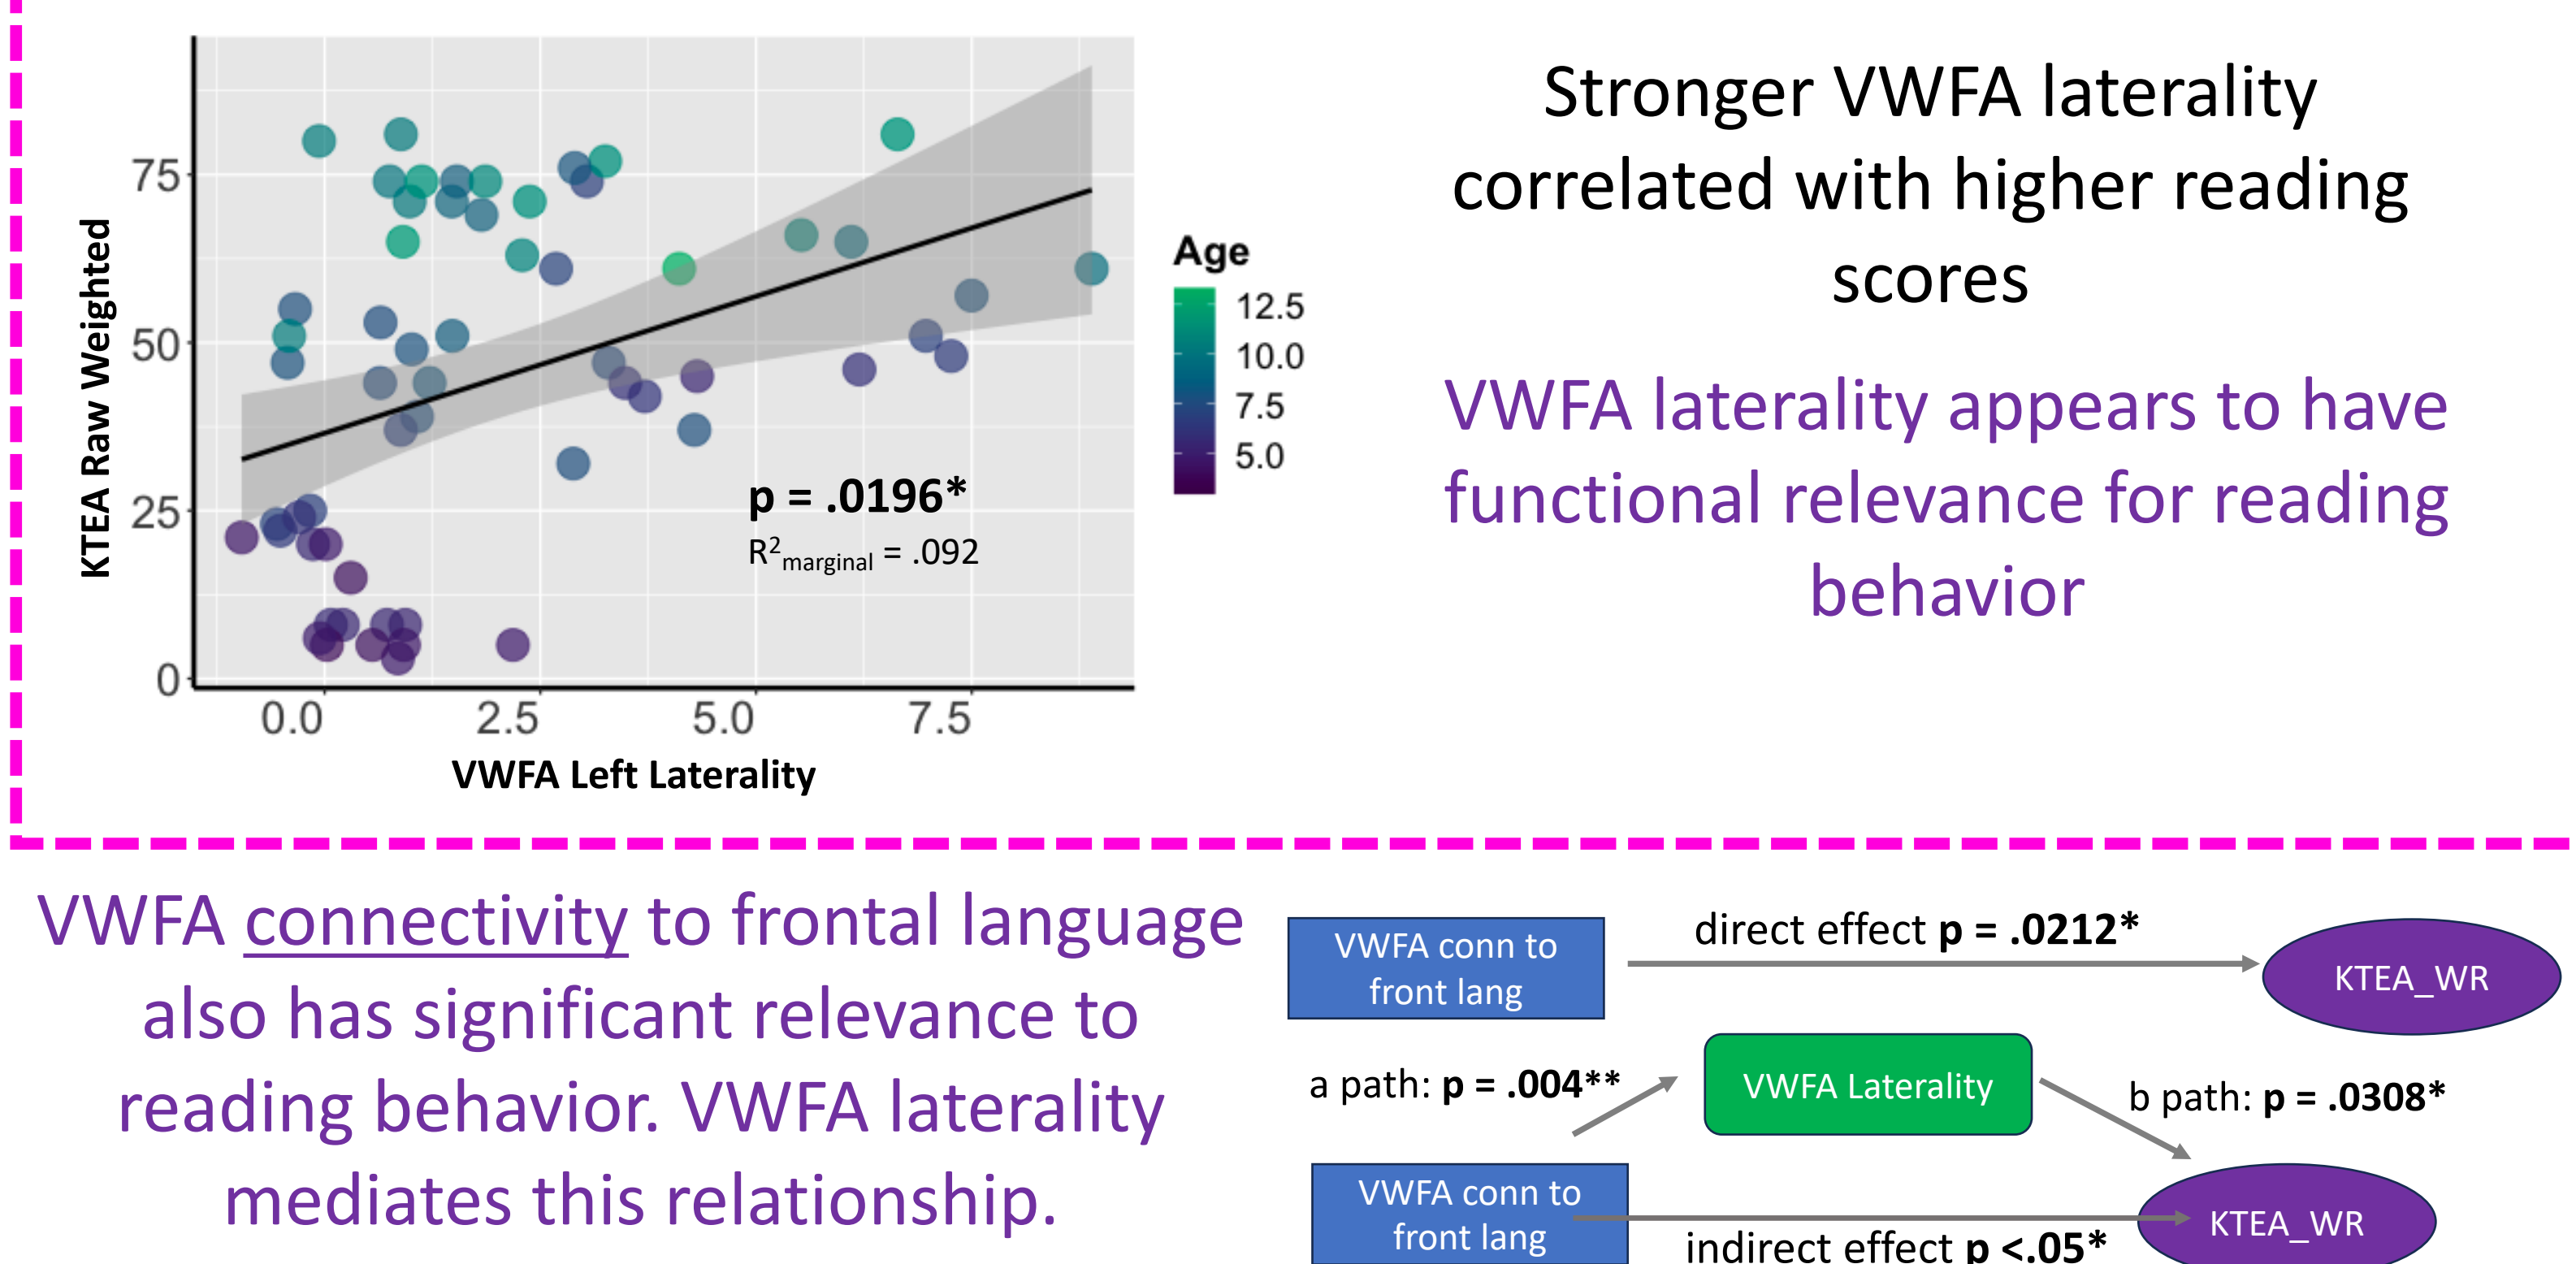 75
50
25
0
KTEA Raw Weighted
p = .0196*
R²marginal = .092
0.0 2.5 5.0 7.5
VWFA Left Laterality
Age
12.5
10.0
7.5
5.0
Stronger VWFA laterality
correlated with higher reading
scores
VWFA laterality appears to have
functional relevance for reading
behavior
VWFA connectivity to frontal language
also has significant relevance to
reading behavior. VWFA laterality
mediates this relationship.
VWFA conn to
front lang
direct effect p = .0212*
KTEA_WR
a path: p = .004**
VWFA Laterality
b path: p = .0308*
VWFA conn to
front lang
indirect effect p <.05*
KTEA_WR